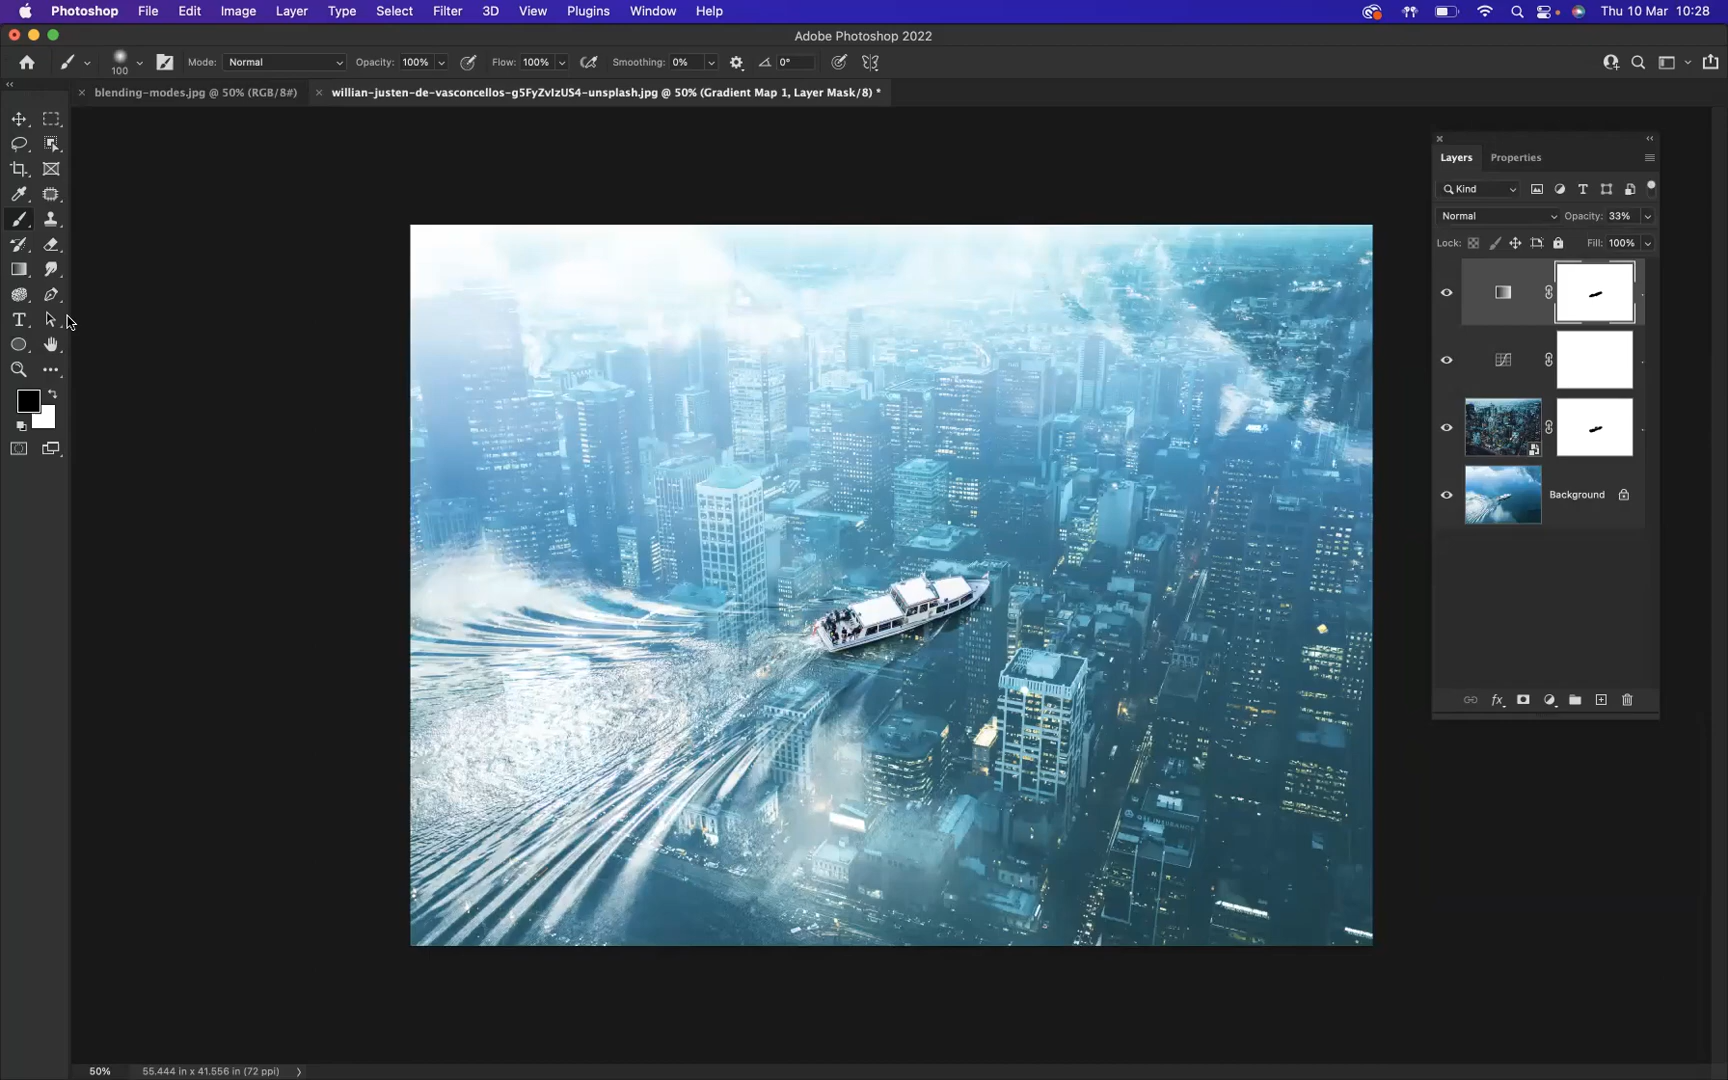 Photoshop File Edit Image Layer Type Select Filter 3D View Plugins Window Help Thu 10 Mar 10:28
Adobe Photoshop 2022
100 Mode: Normal Opacity: 100% Flow: 100% Smoothing: 0% 0°
blending-modes.jpg @ 50% (RGB/8#) willian-justen-de-vasconcellos-g5FyZvIzUS4-unsplash.jpg @ 50% (Gradient Map 1, Layer Mask/8) *
Layers Properties
Kind
Normal Opacity: 33%
Lock: Fill: 100%
Background
50% 55.444 in x 41.556 in (72 ppi)